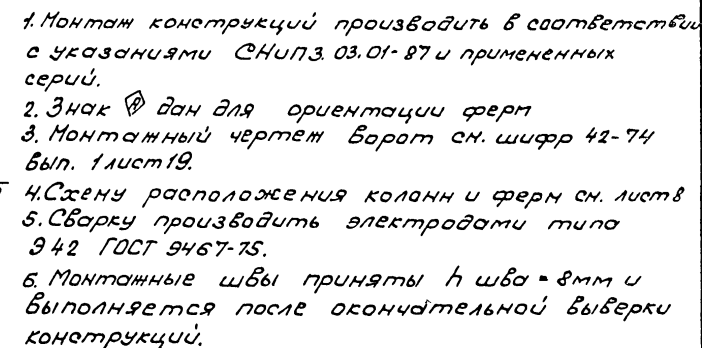 1. Монтаж конструкций производить в соответствии
с указаниями СНиП3.03.01-87 и примененных
серий.
2. Знак Я дан для ориентации ферм
3. Монтажный чертеж ворот см. шифр 42-74
вып. 1 лист 19.
4. Схему расположения колонн и ферм см. лист 8
5. Сварку производить электродами типа
Э42 ГОСТ 9467-75.
6. Монтажные швы приняты h шва = 8мм и
выполняется после окончательной выверки
конструкций.